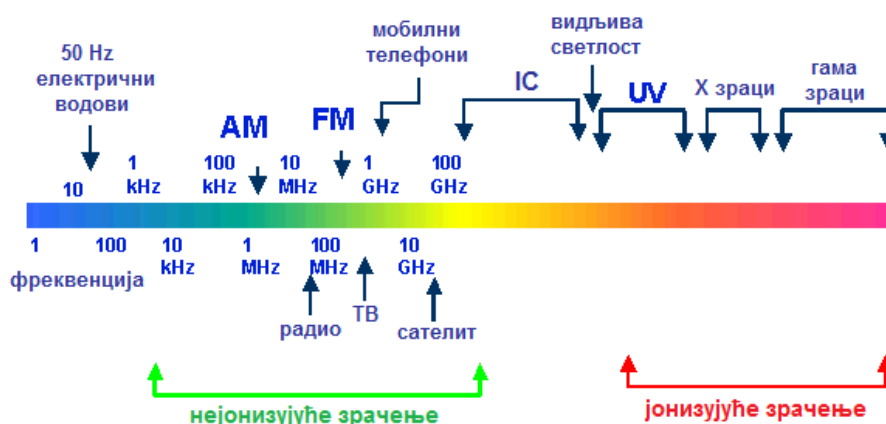 мобилни
телефони
видљива
светлост
50 Hz
електрични
водови
IC
гама
зраци
X зраци
UV
AM
FM
10
1
kHz
100
kHz
10
MHz
1
GHz
100
GHz
1
100
10
kHz
1
MHz
100
MHz
10
GHz
фреквенција
радио
ТВ
сателит
нејонизујуће зрачење
јонизујуће зрачење